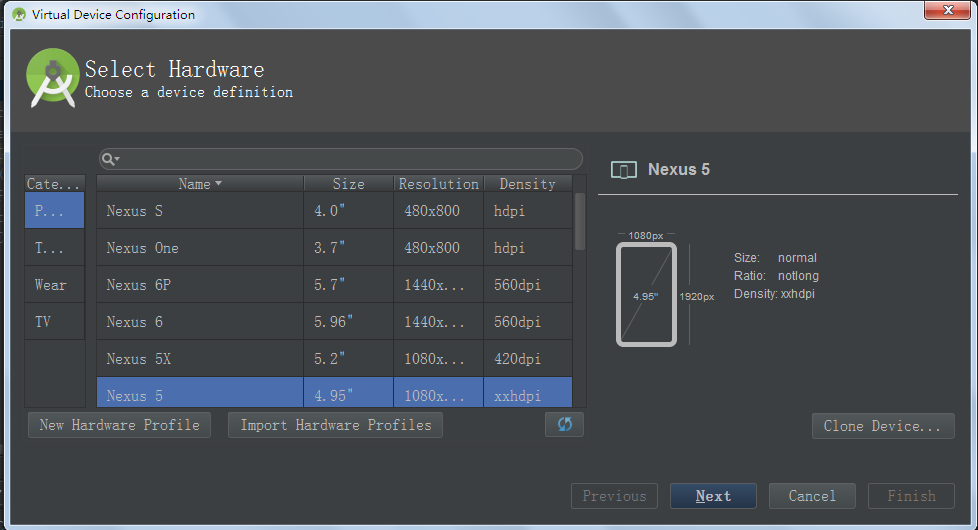 Virtual Device Configuration
Select Hardware
Choose a device definition
Cate... Name Size Resolution Density
P... Nexus S 4.0" 480x800 hdpi
T... Nexus One 3.7" 480x800 hdpi
Wear Nexus 6P 5.7" 1440x... 560dpi
TV Nexus 6 5.96" 1440x... 560dpi
Nexus 5X 5.2" 1080x... 420dpi
Nexus 5 4.95" 1080x... xxhdpi
New Hardware Profile Import Hardware Profiles
Nexus 5
1080px
4.95"
1920px
Size: normal
Ratio: notlong
Density: xxhdpi
Clone Device...
Previous Next Cancel Finish